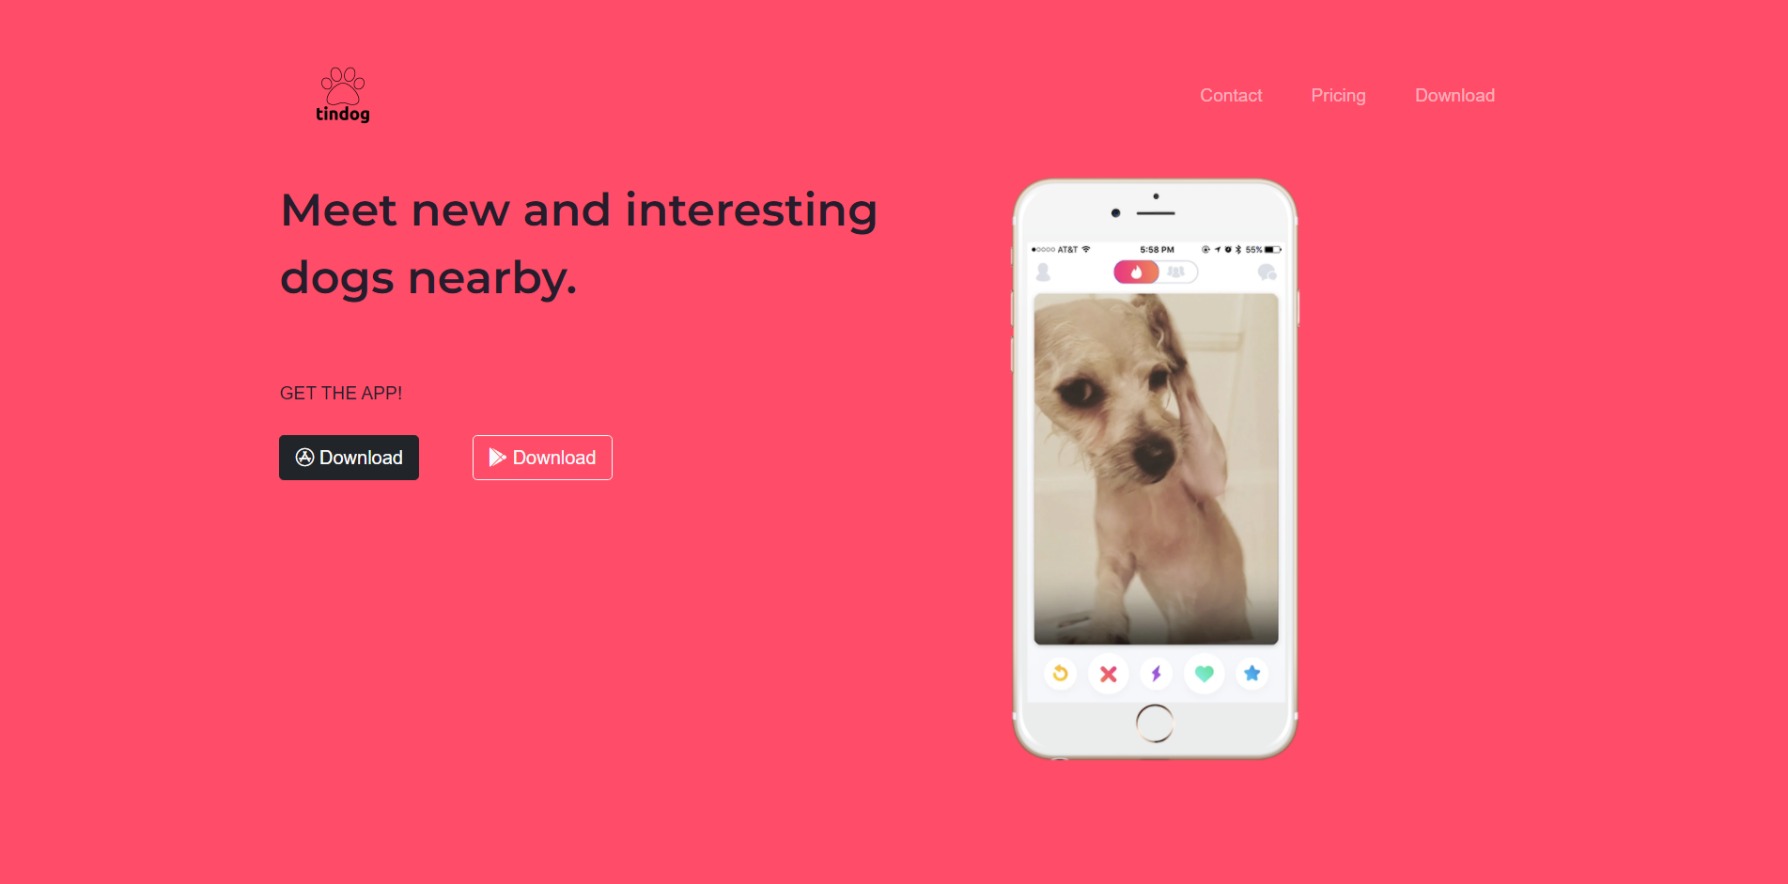 tindog
Contact Pricing Download
Meet new and interesting
dogs nearby.
GET THE APP!
Download Download
AT&T 5:58 PM 55%